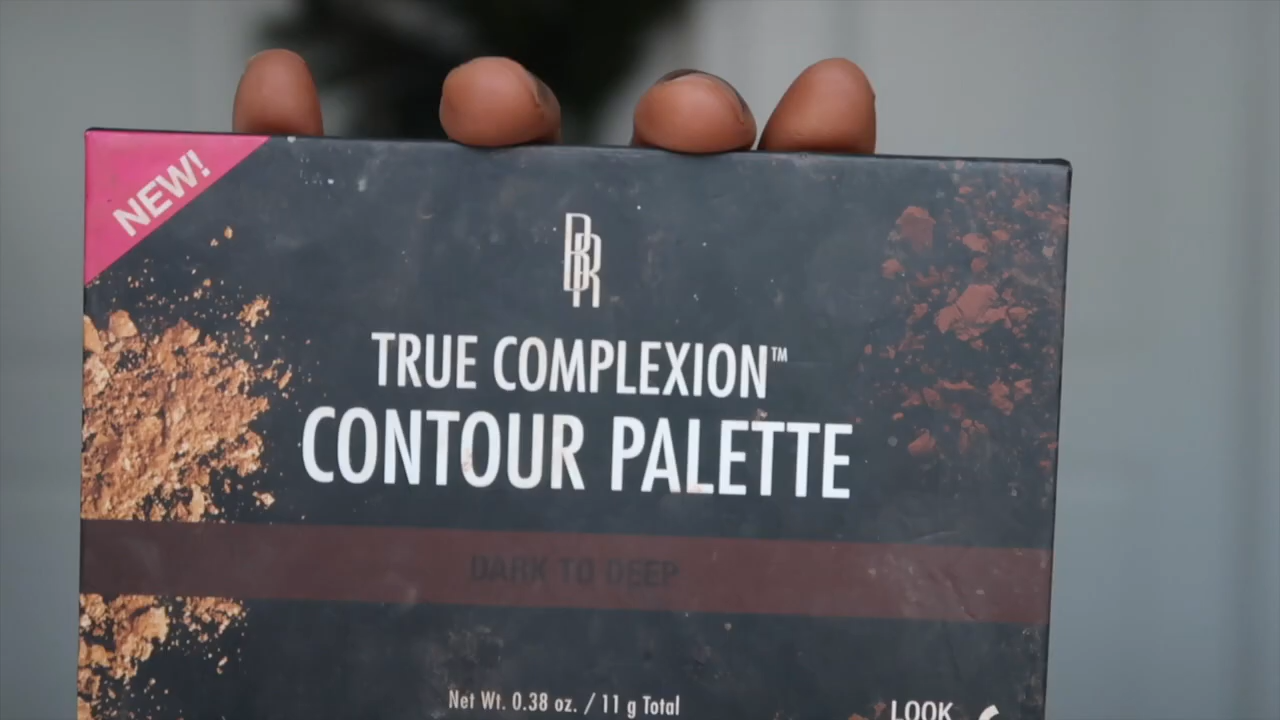 NEW!
BR
TRUE COMPLEXION™
CONTOUR PALETTE
DARK TO DEEP
Net Wt. 0.38 oz. / 11 g Total
LOOK